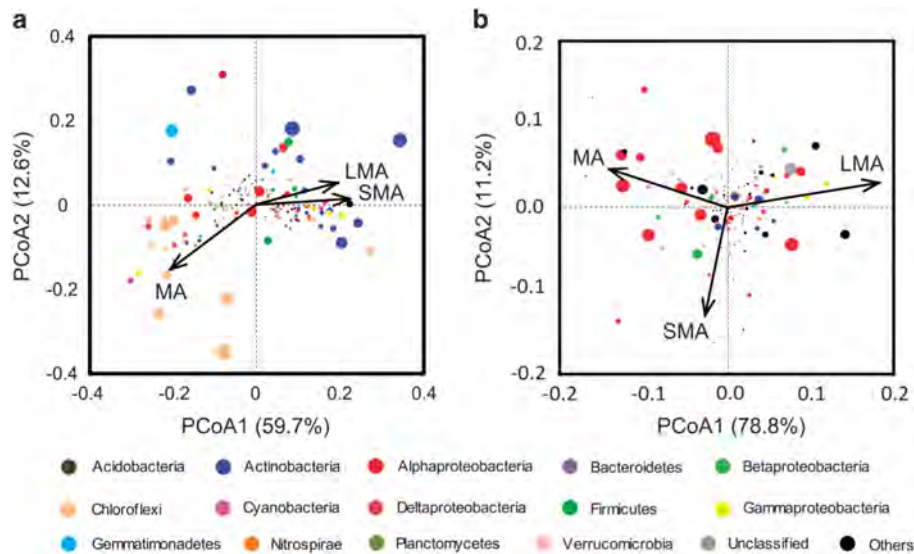 a
b
0.4
0.2
0
-0.2
-0.4
PCoA2 (12.6%)
LMA
SMA
MA
-0.4
-0.2
0
0.2
0.4
PCoA1 (59.7%)
0.2
0.1
0.0
-0.1
-0.2
PCoA2 (11.2%)
MA
LMA
SMA
-0.2
-0.1
0.0
0.1
0.2
PCoA1 (78.8%)
Acidobacteria
Actinobacteria
Alphaproteobacteria
Bacteroidetes
Betaproteobacteria
Chloroflexi
Cyanobacteria
Deltaproteobacteria
Firmicutes
Gammaproteobacteria
Gemmatimonadetes
Nitrospirae
Planctomycetes
Verrucomicrobia
Unclassified
Others